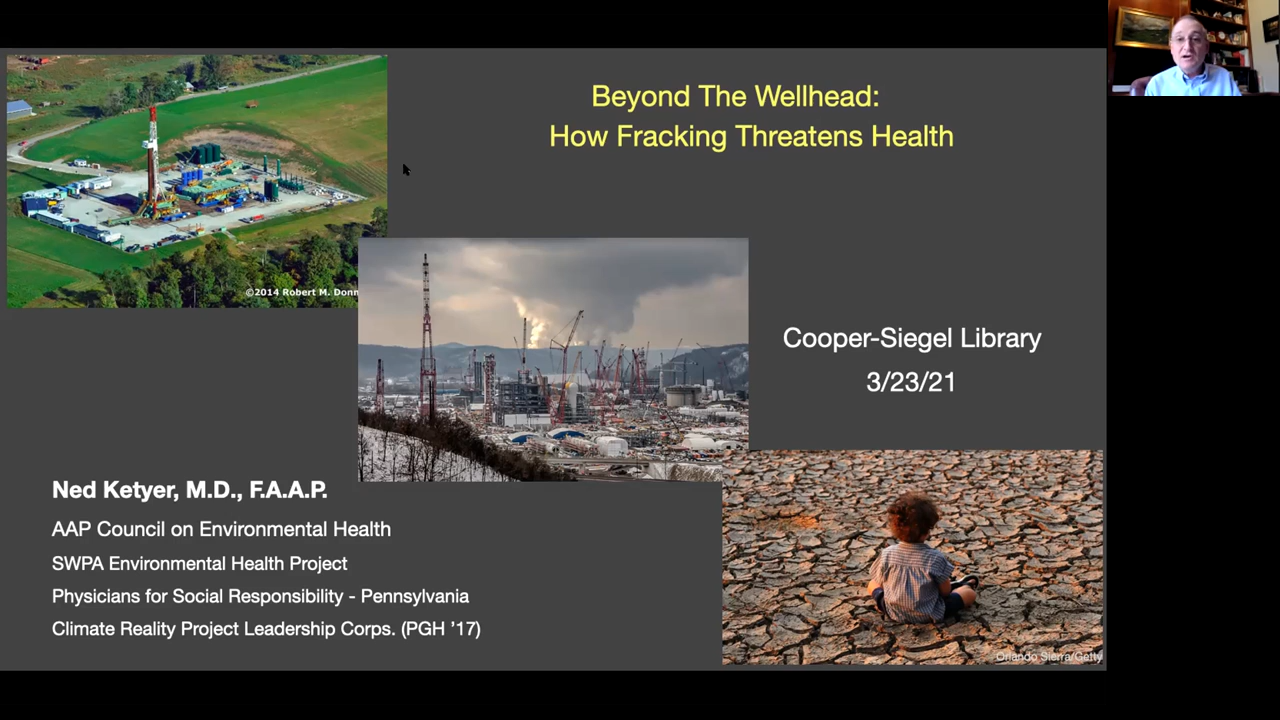 Beyond The Wellhead:
How Fracking Threatens Health
©2014 Robert M. Donn
Cooper-Siegel Library
3/23/21
Ned Ketyer, M.D., F.A.A.P.
AAP Council on Environmental Health
SWPA Environmental Health Project
Physicians for Social Responsibility - Pennsylvania
Climate Reality Project Leadership Corps. (PGH ’17)
Orlando Sierra/Getty